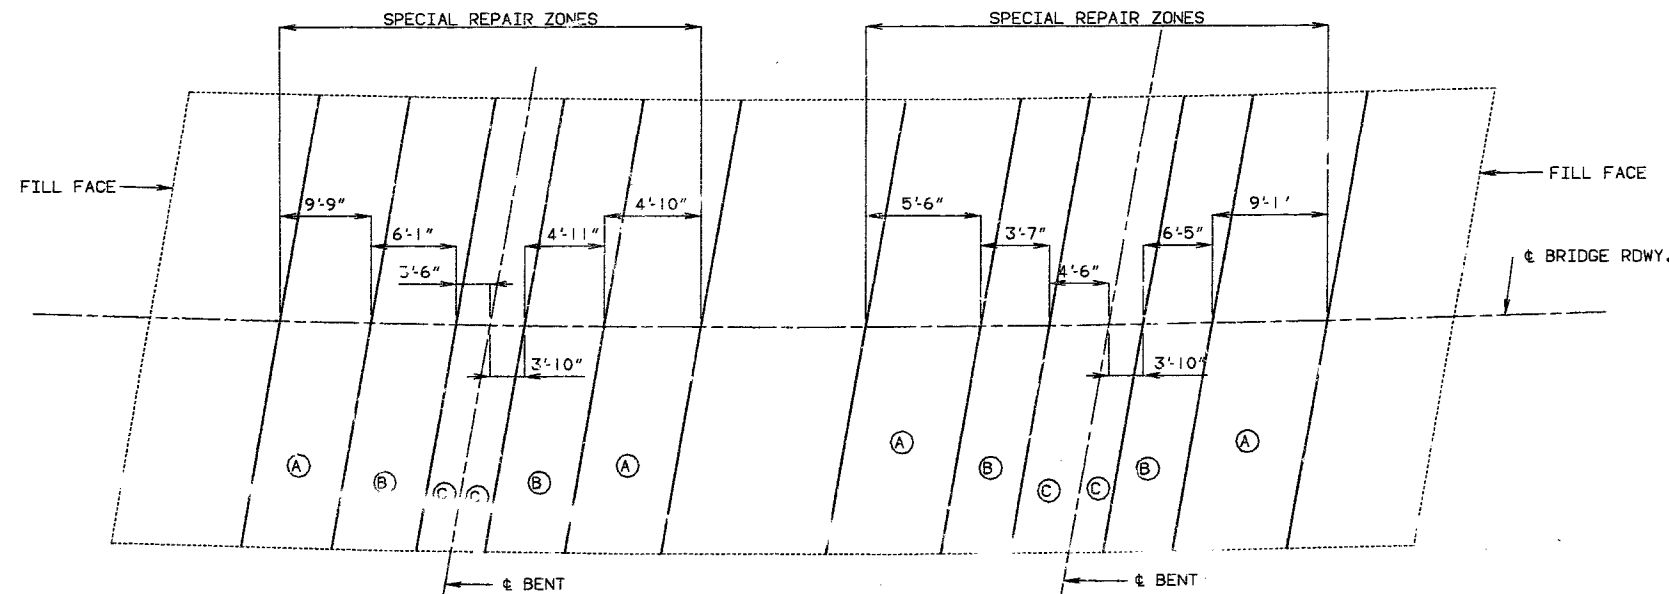 SPECIAL REPAIR ZONES
SPECIAL REPAIR ZONES
FILL FACE
FILL FACE
9'-9"
4'-10"
5'-6"
9'-1"
6'-1"
4'-11"
3'-7"
6'-5"
3'-6"
4'-6"
℄ BRIDGE RDWY.
3'-10"
3'-10"
A
B
C
C
B
A
A
B
C
C
B
A
℄ BENT
℄ BENT